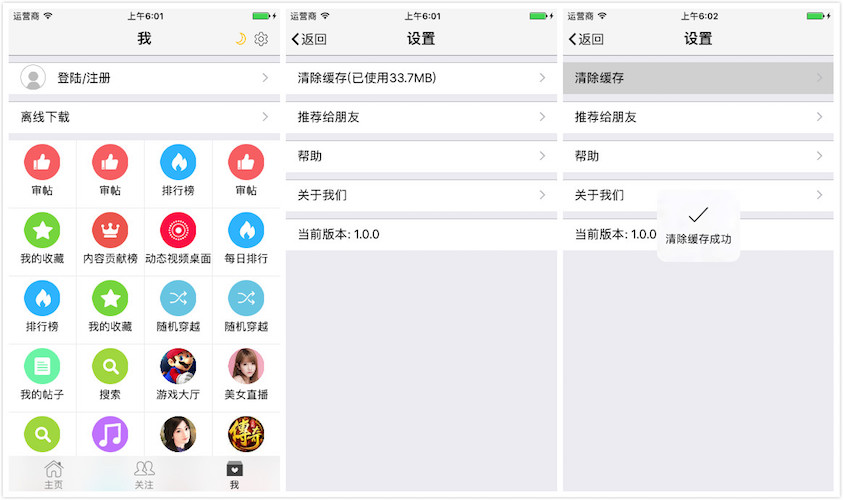 运营商 上午6:01
我
登陆/注册
离线下载
审帖 审帖 排行榜 审帖
我的收藏 内容贡献榜 动态视频桌面 每日排行
排行榜 我的收藏 随机穿越 随机穿越
我的帖子 搜索 游戏大厅 美女直播
传奇
主页 关注 我
运营商 上午6:01
返回 设置
清除缓存(已使用33.7MB)
推荐给朋友
帮助
关于我们
当前版本: 1.0.0
运营商 上午6:02
返回 设置
清除缓存
推荐给朋友
帮助
关于我们
当前版本: 1.0.0
清除缓存成功